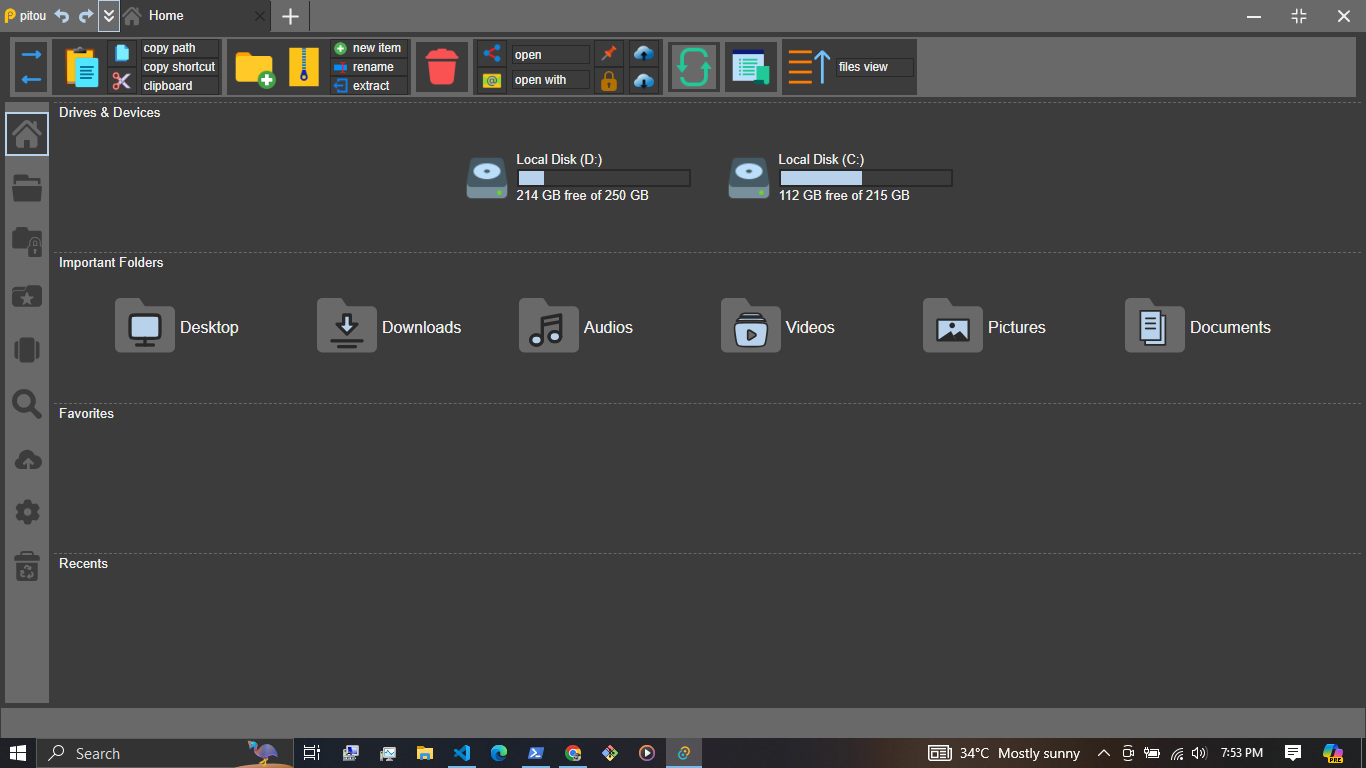 pitou
Home
copy path
copy shortcut
clipboard
new item
rename
extract
open
open with
files view
Drives & Devices
Local Disk (D:)
214 GB free of 250 GB
Local Disk (C:)
112 GB free of 215 GB
Important Folders
Desktop
Downloads
Audios
Videos
Pictures
Documents
Favorites
Recents
Search
34°C Mostly sunny
7:53 PM
PRE